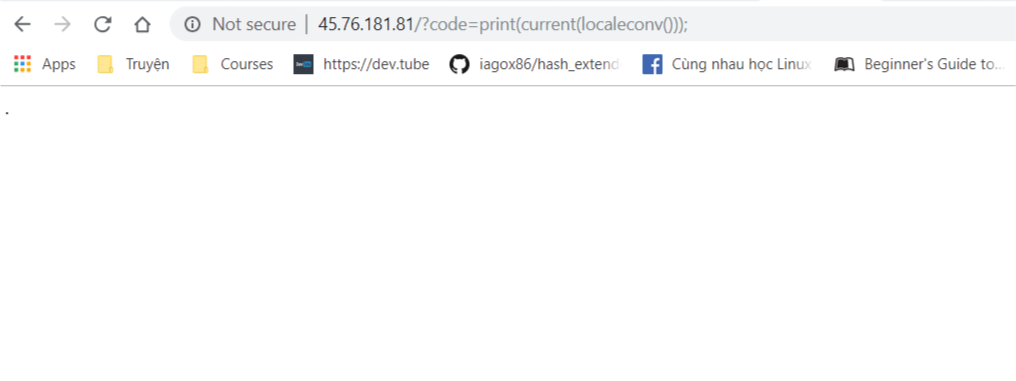 Not secure | 45.76.181.81/?code=print(current(localeconv()));
Apps Truyện Courses https://dev.tube iagox86/hash_extend Cùng nhau học Linux Beginner's Guide to...
.